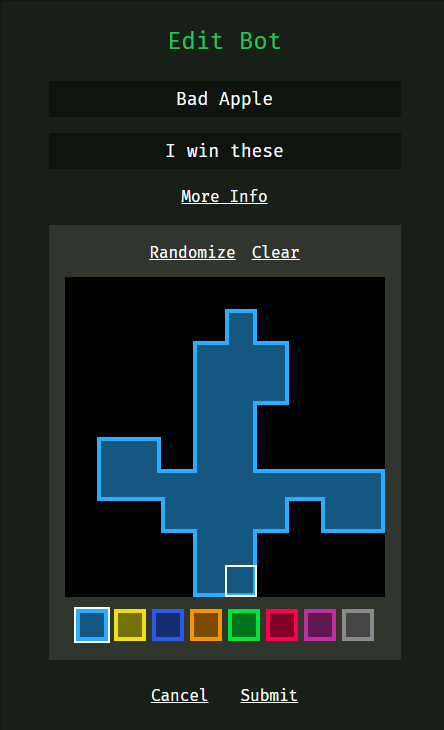 Edit Bot
Bad Apple
I win these
More Info
Randomize Clear
Cancel Submit